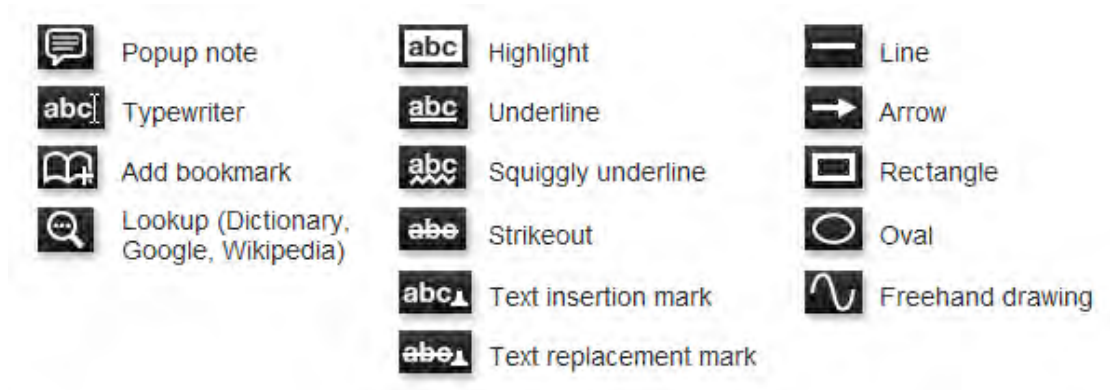 Popup note
abc Typewriter
Add bookmark
Lookup (Dictionary,
Google, Wikipedia)
abc Highlight
abc Underline
abc Squiggly underline
abc Strikeout
abc Text insertion mark
abc Text replacement mark
Line
Arrow
Rectangle
Oval
Freehand drawing